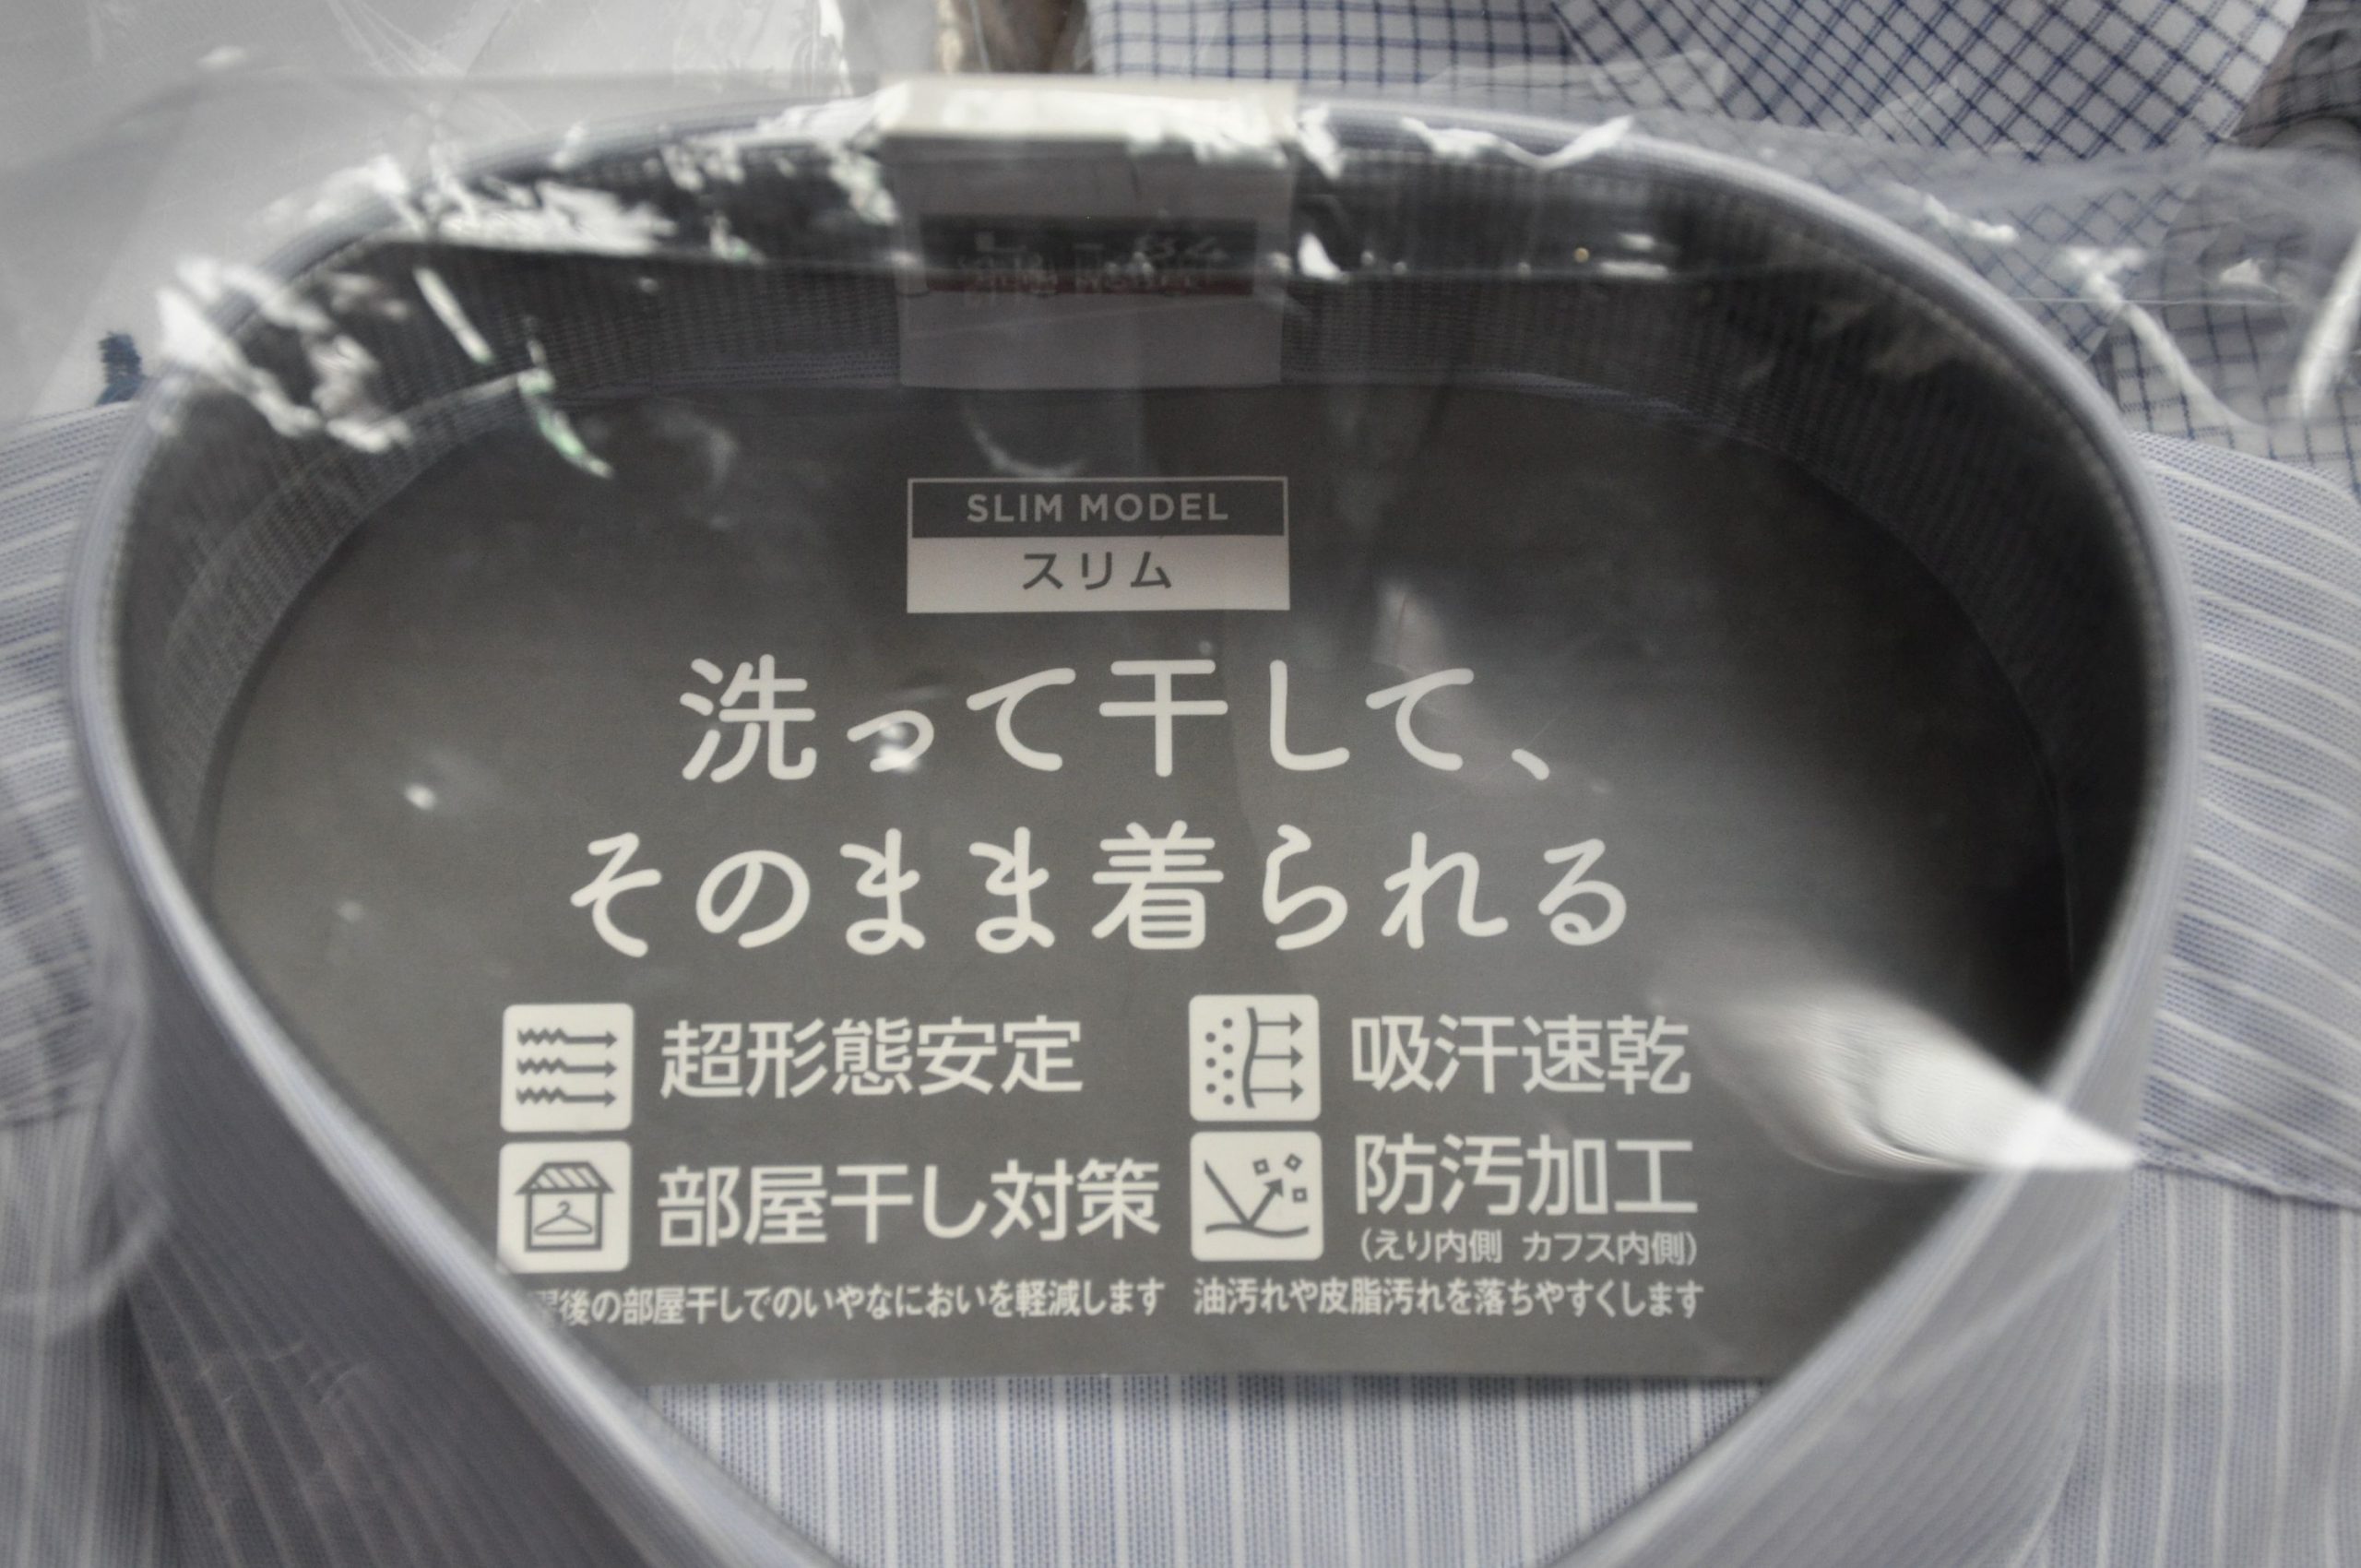 SLIM MODEL
スリム
洗って干して、
そのまま着られる
超形態安定
吸汗速乾
部屋干し対策
防汚加工
(えり内側 カフス内側)
後の部屋干しでのいやなにおいを軽減します
油汚れや皮脂汚れを落ちやすくします